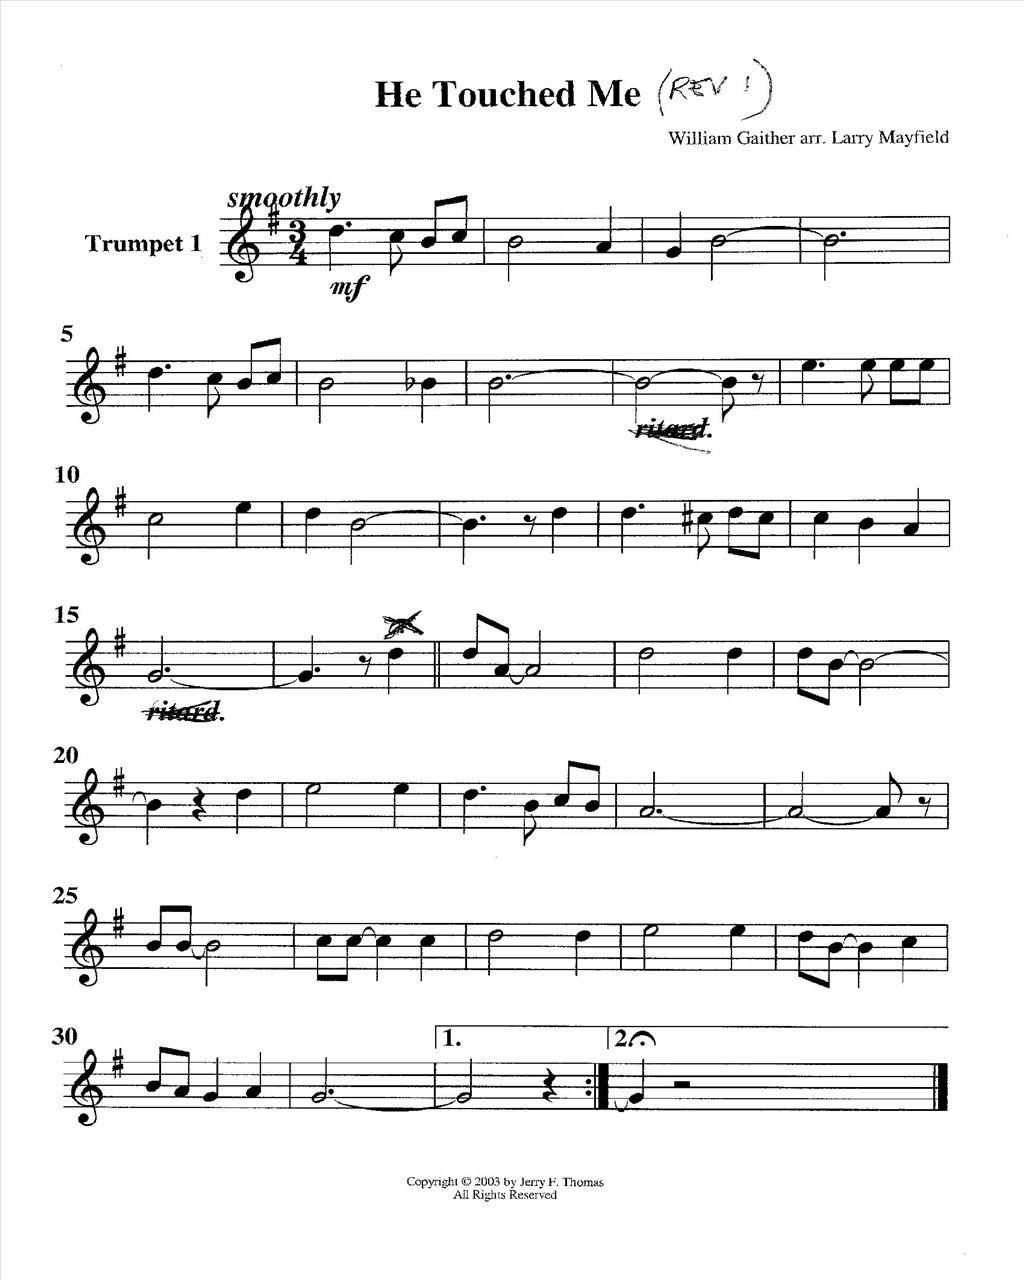 He Touched Me (REV 1)
William Gaither arr. Larry Mayfield
smoothly
Trumpet 1
3
4
mf
5
ritard.
10
15
ritard.
20
25
30
1.
2.
Copyright © 2003 by Jerry F. Thomas
All Rights Reserved